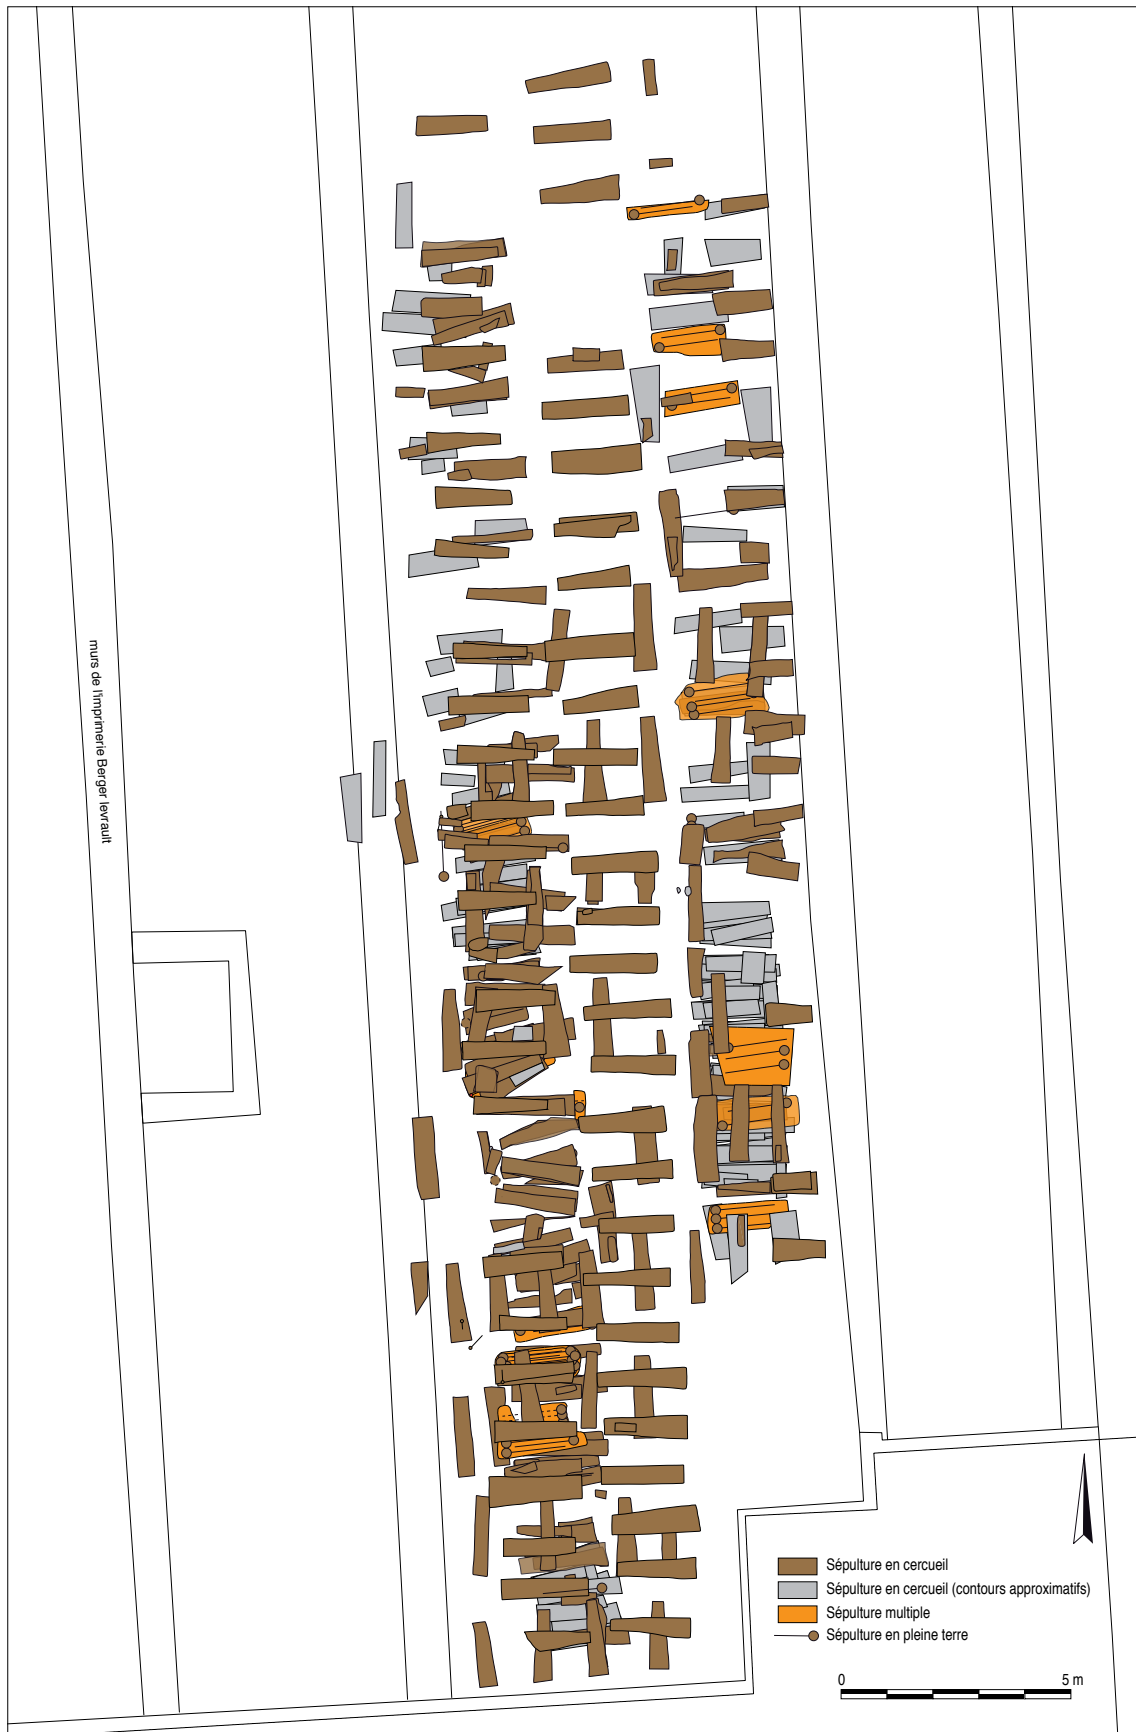 murs de l'imprimerie Berger levrault
Sépulture en cercueil
Sépulture en cercueil (contours approximatifs)
Sépulture multiple
Sépulture en pleine terre
0 5 m